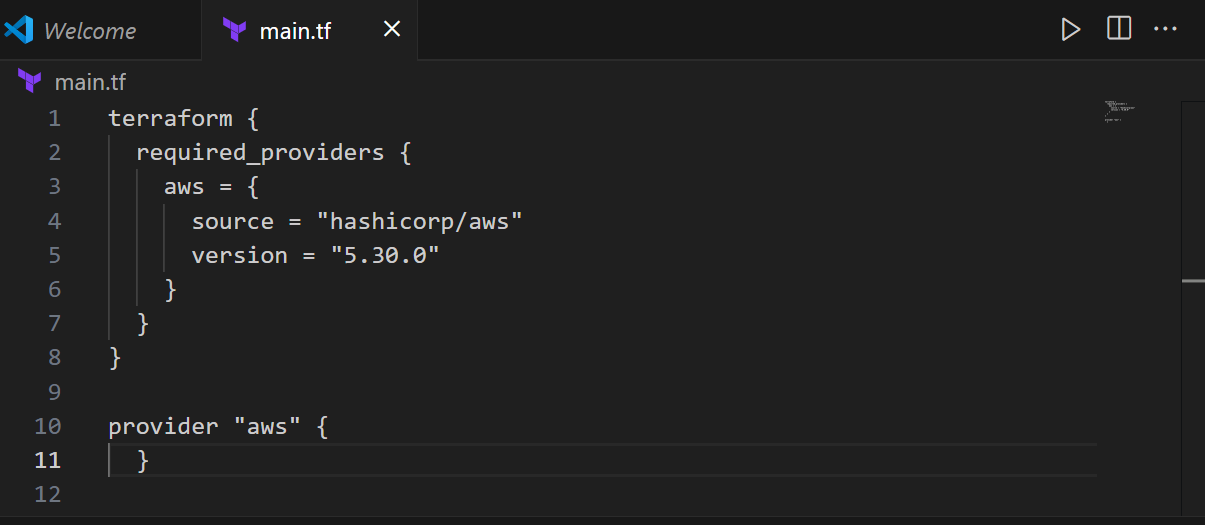 Welcome
main.tf
main.tf
1 terraform {
2   required_providers {
3     aws = {
4       source = "hashicorp/aws"
5       version = "5.30.0"
6     }
7   }
8 }
9
10 provider "aws" {
11   }
12